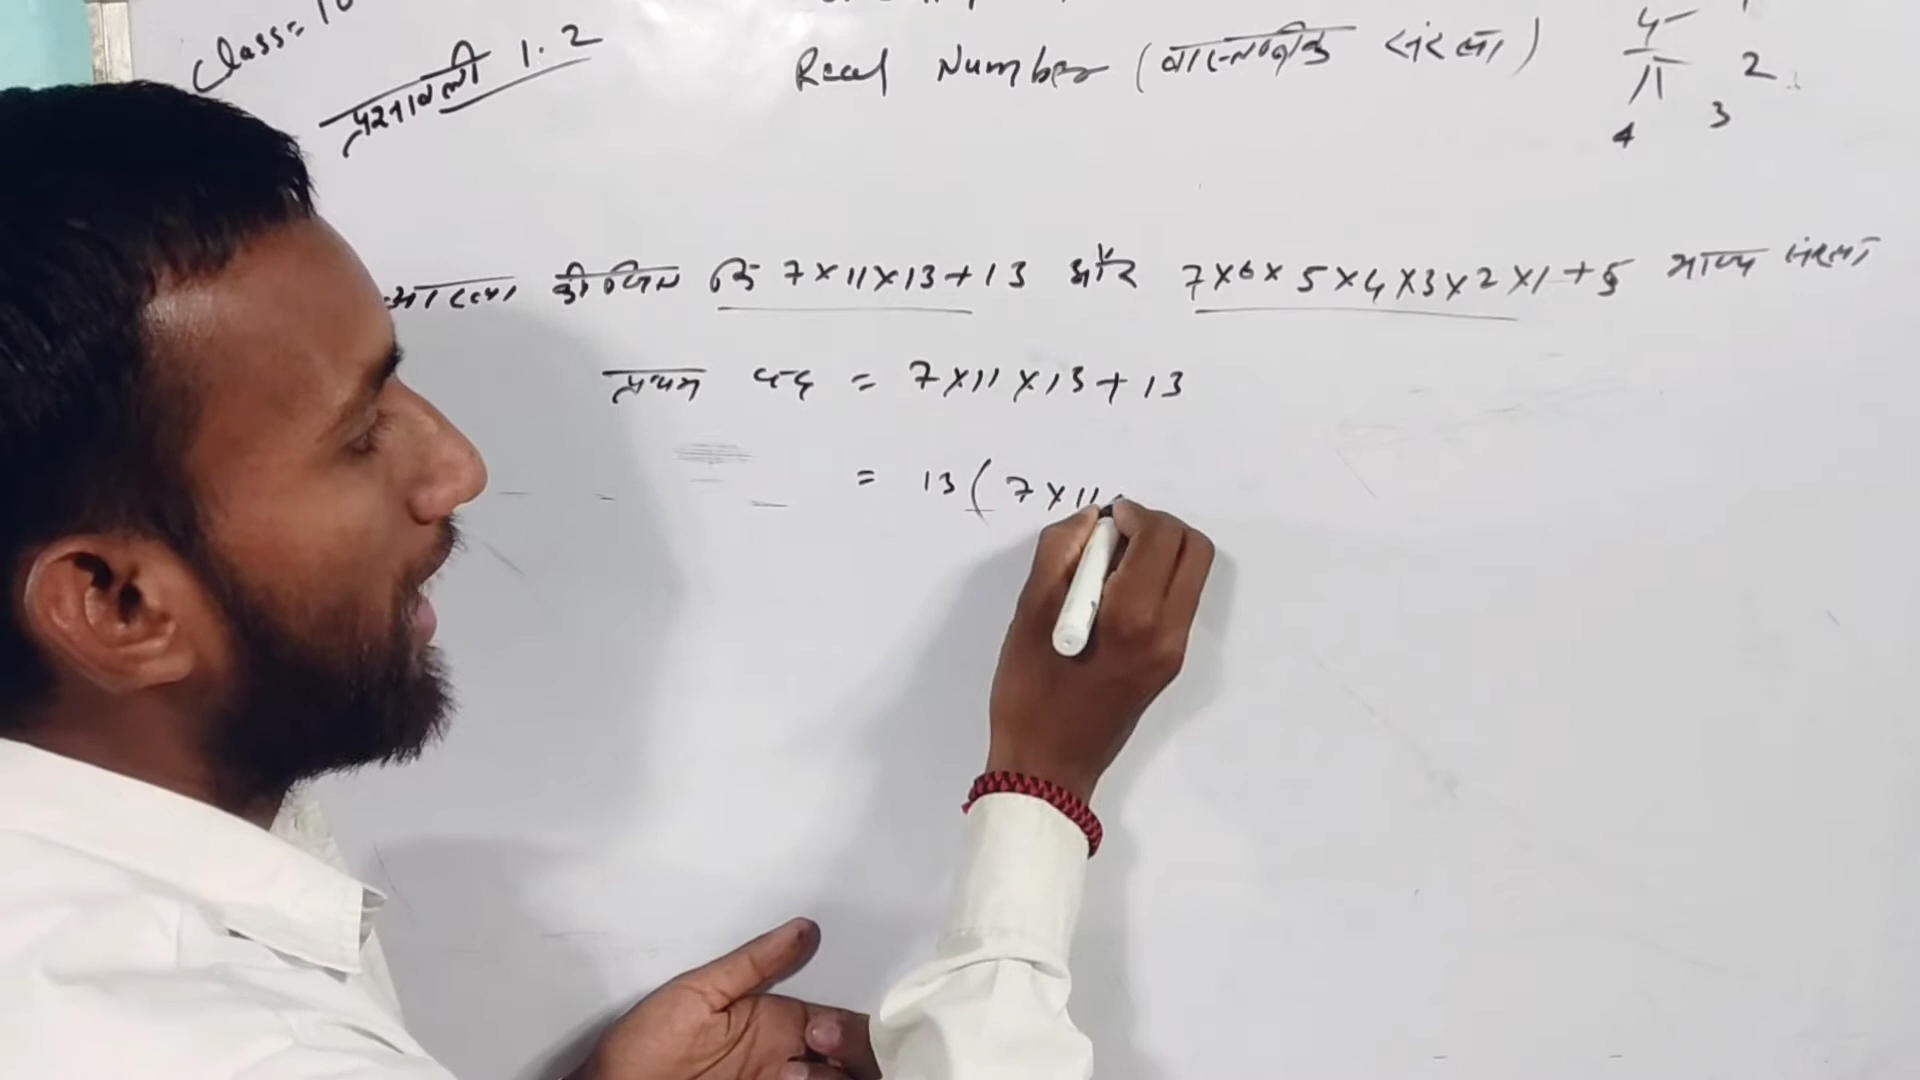 Class= 10
प्रश्नावली 1.2
Real Number (वास्तविक संख्या)
5
4 3 2
व्याख्या कीजिए कि 7×11×13+13 और 7×6×5×4×3×2×1+5 भाज्य संख्या
प्रथम पद = 7×11×13+13
= 13(7×11